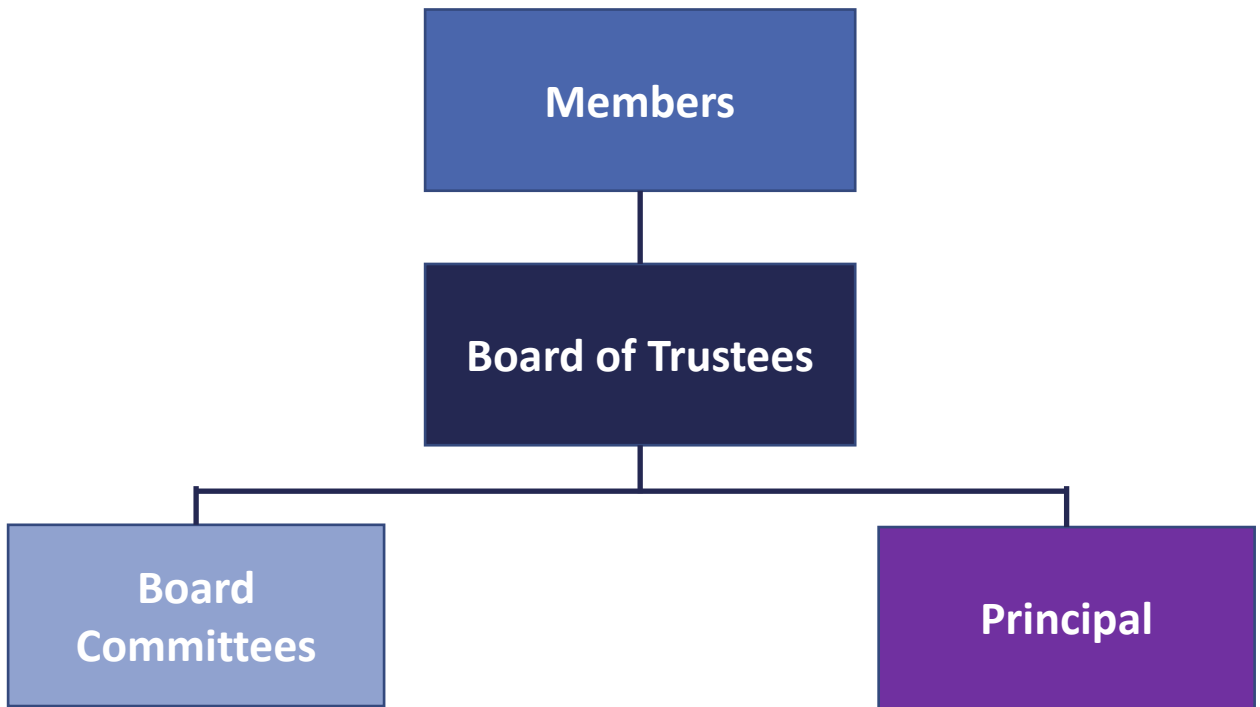 Members
Board of Trustees
Board
Committees
Principal